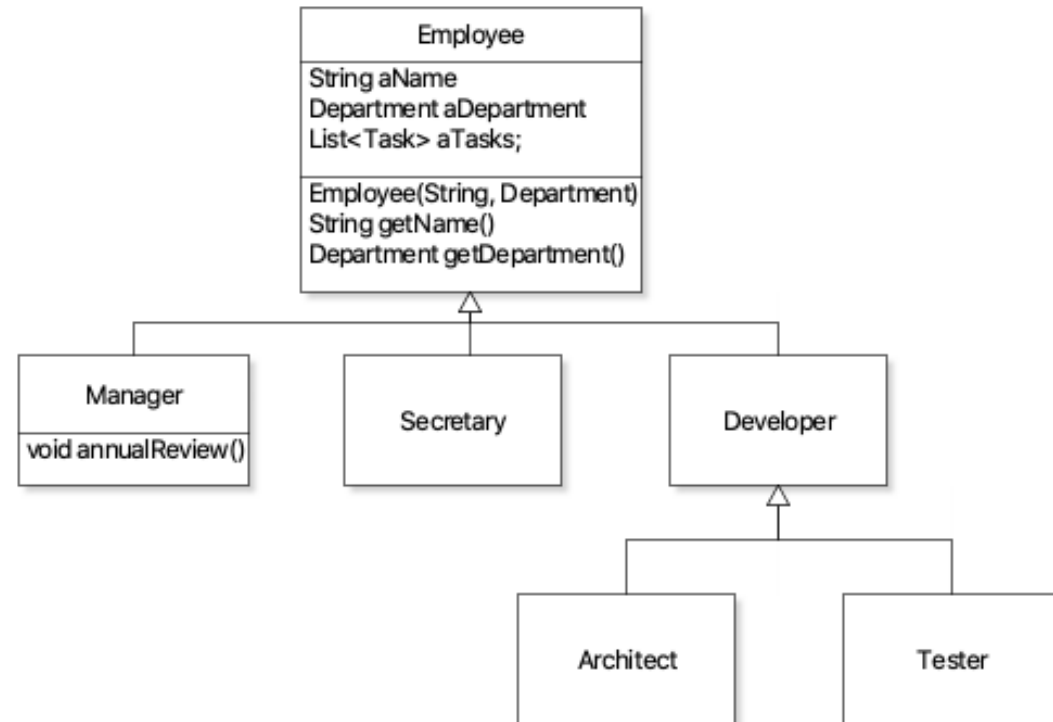 Employee
String aName
Department aDepartment
List<Task> aTasks;
Employee(String, Department)
String getName()
Department getDepartment()
Manager
void annualReview()
Secretary
Developer
Architect
Tester